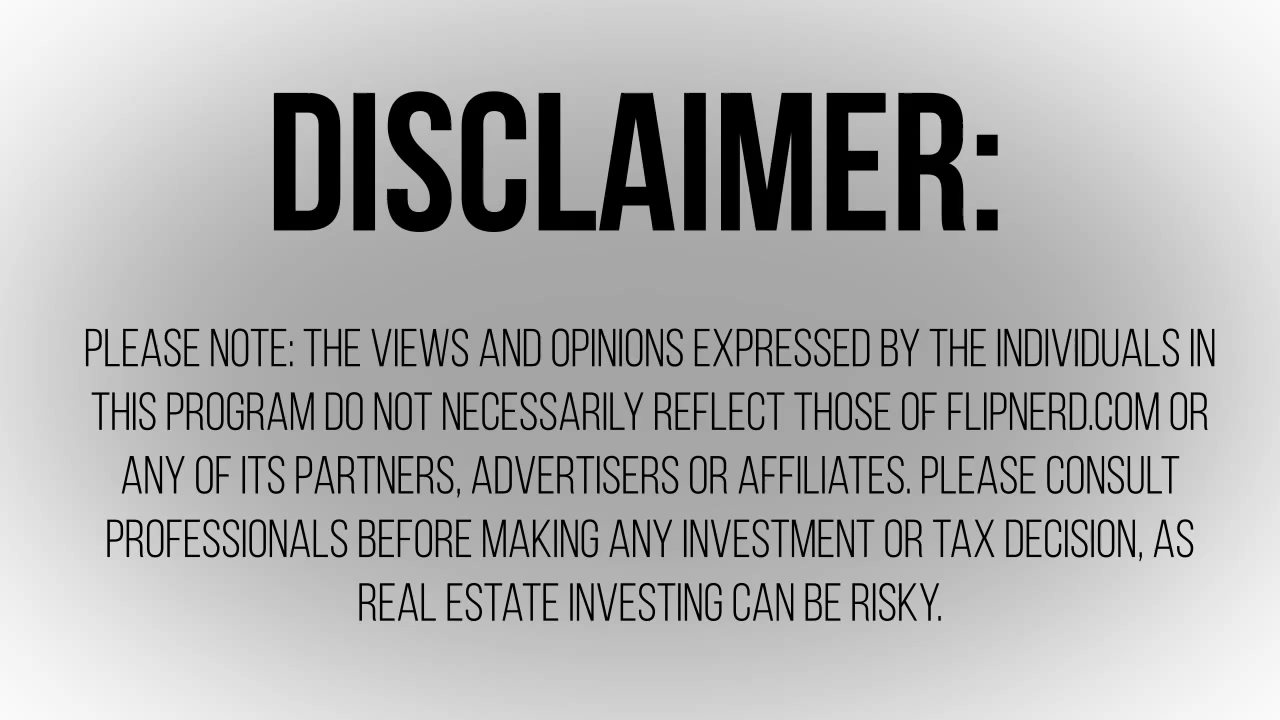 DISCLAIMER:
PLEASE NOTE: THE VIEWS AND OPINIONS EXPRESSED BY THE INDIVIDUALS IN
THIS PROGRAM DO NOT NECESSARILY REFLECT THOSE OF FLIPNERD.COM OR
ANY OF ITS PARTNERS, ADVERTISERS OR AFFILIATES. PLEASE CONSULT
PROFESSIONALS BEFORE MAKING ANY INVESTMENT OR TAX DECISION, AS
REAL ESTATE INVESTING CAN BE RISKY.